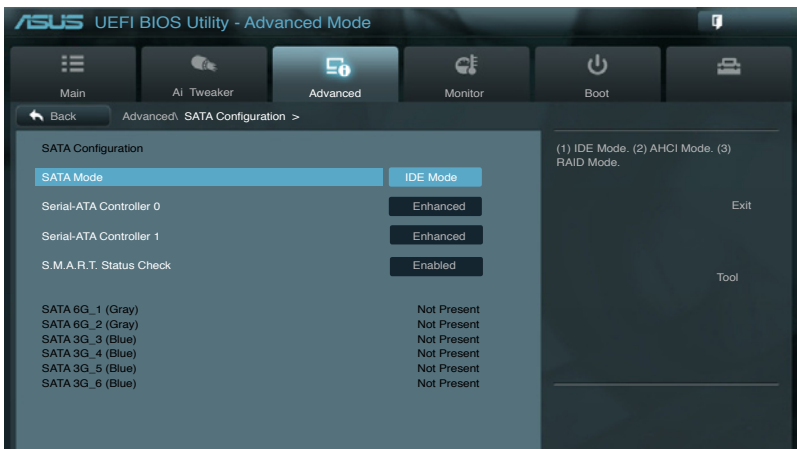 ASUS UEFI BIOS Utility - Advanced Mode
Main Ai Tweaker Advanced Monitor Boot
Back Advanced\ SATA Configuration >
SATA Configuration
SATA Mode IDE Mode
Serial-ATA Controller 0 Enhanced
Serial-ATA Controller 1 Enhanced
S.M.A.R.T. Status Check Enabled
SATA 6G_1 (Gray) Not Present
SATA 6G_2 (Gray) Not Present
SATA 3G_3 (Blue) Not Present
SATA 3G_4 (Blue) Not Present
SATA 3G_5 (Blue) Not Present
SATA 3G_6 (Blue) Not Present
(1) IDE Mode. (2) AHCI Mode. (3)
RAID Mode.
Exit
Tool